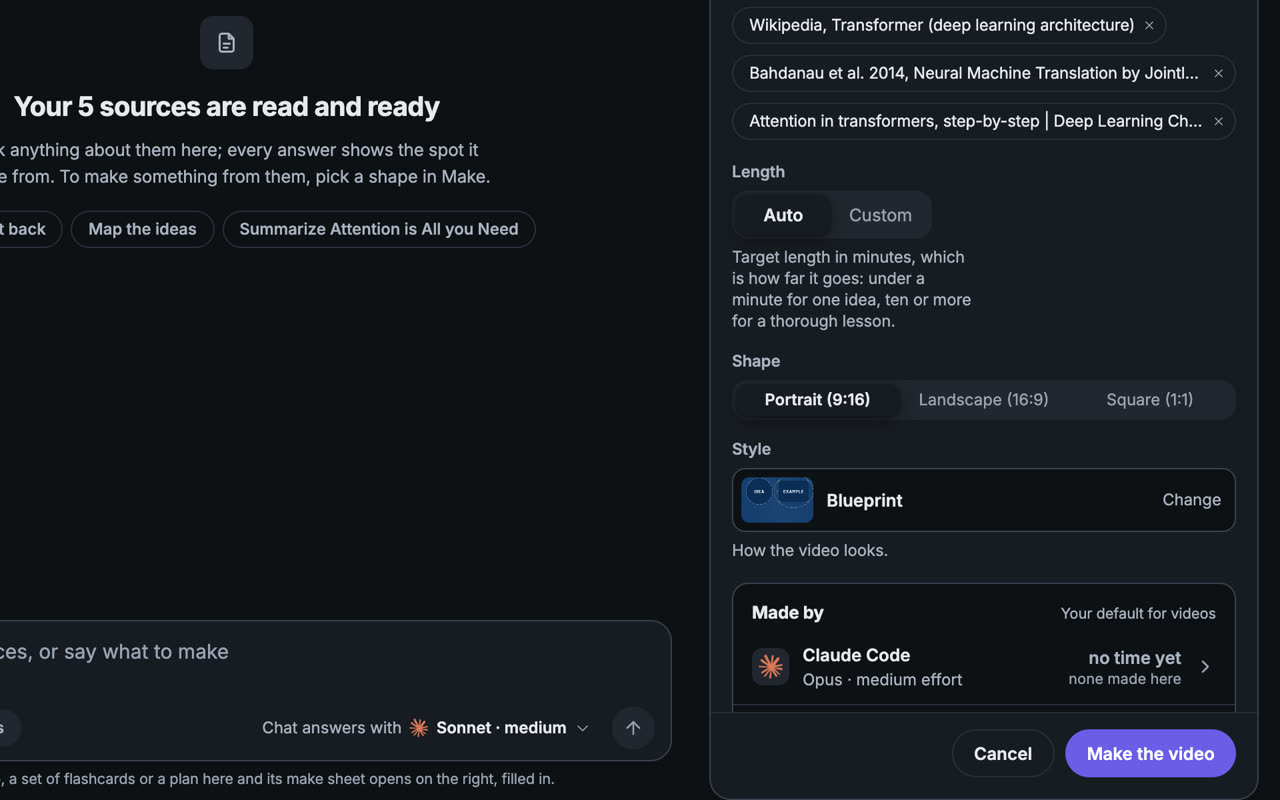 Your 5 sources are read and ready
anything about them here; every answer shows the spot it
from. To make something from them, pick a shape in Make.
back
Map the ideas
Summarize Attention is All you Need
or say what to make
Chat answers with Sonnet · medium
a set of flashcards or a plan here and its make sheet opens on the right, filled in.
Wikipedia, Transformer (deep learning architecture) ×
Bahdanau et al. 2014, Neural Machine Translation by Jointl... ×
Attention in transformers, step-by-step | Deep Learning Ch... ×
Length
Auto Custom
Target length in minutes, which
is how far it goes: under a
minute for one idea, ten or more
for a thorough lesson.
Shape
Portrait (9:16) Landscape (16:9) Square (1:1)
Style
IDEA EXAMPLE
Blueprint
Change
How the video looks.
Made by
Your default for videos
Claude Code
Opus · medium effort
no time yet
none made here
Cancel
Make the video